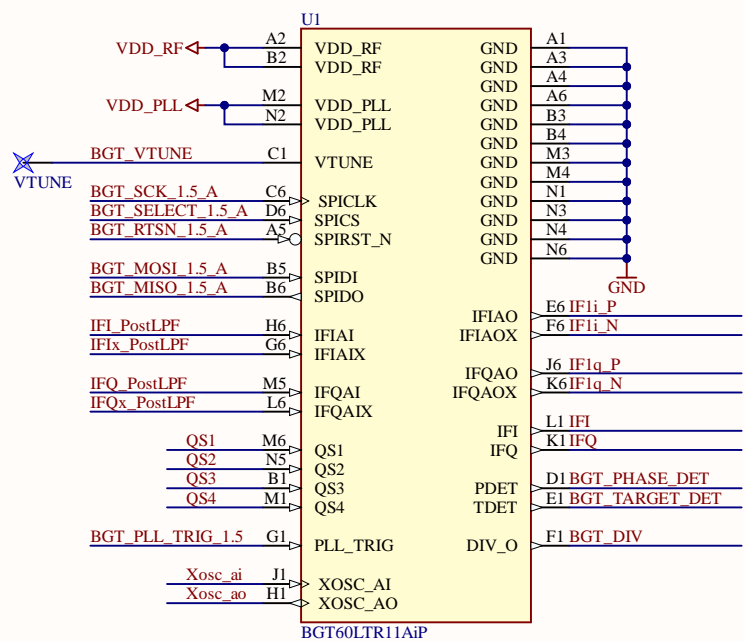 U1
VDD_RF A2 VDD_RF GND A1
B2 VDD_RF GND A3
GND A4
VDD_PLL M2 VDD_PLL GND A6
N2 VDD_PLL GND B3
GND B4
BGT_VTUNE C1 VTUNE GND M3
VTUNE GND M4
BGT_SCK_1.5_A C6 SPICLK GND N1
BGT_SELECT_1.5_A D6 SPICS GND N3
BGT_RTSN_1.5_A A5 SPIRST_N GND N4
GND N6
BGT_MOSI_1.5_A B5 SPIDI
BGT_MISO_1.5_A B6 SPIDO GND
IFIAO E6 IF1i_P
IFI_PostLPF H6 IFIAI IFIAOX F6 IF1i_N
IFIx_PostLPF G6 IFIAIX
IFQAO J6 IF1q_P
IFQ_PostLPF M5 IFQAI IFQAOX K6 IF1q_N
IFQx_PostLPF L6 IFQAIX
IFI L1 IFI
QS1 M6 QS1 IFQ K1 IFQ
QS2 N5 QS2
QS3 B1 QS3 PDET D1 BGT_PHASE_DET
QS4 M1 QS4 TDET E1 BGT_TARGET_DET
BGT_PLL_TRIG_1.5 G1 PLL_TRIG DIV_O F1 BGT_DIV
Xosc_ai J1 XOSC_AI
Xosc_ao H1 XOSC_AO
BGT60LTR11AiP